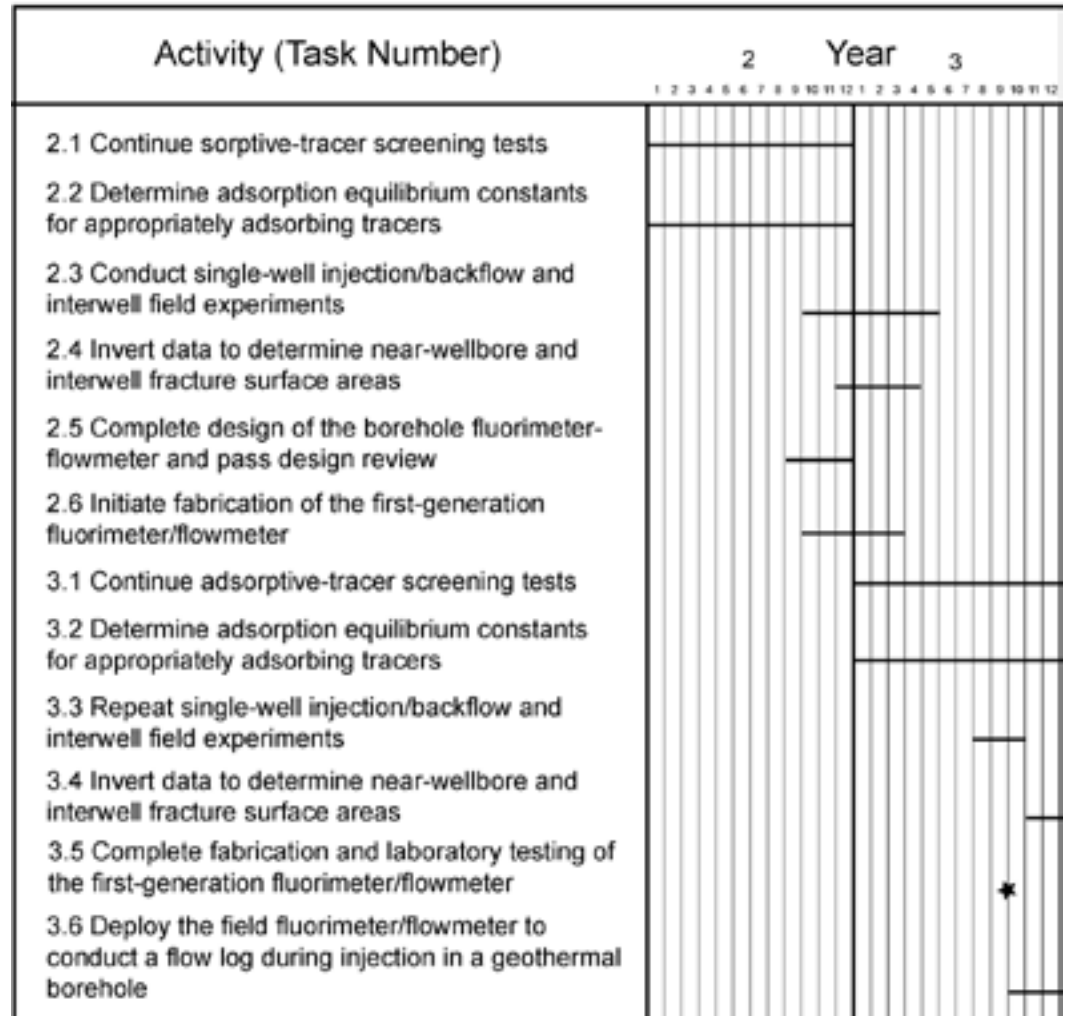 Activity (Task Number)
2 Year 3
1 2 3 4 5 6 7 8 9 10 11 12 1 2 3 4 5 6 7 8 9 10 11 12
2.1 Continue sorptive-tracer screening tests
2.2 Determine adsorption equilibrium constants
for appropriately adsorbing tracers
2.3 Conduct single-well injection/backflow and
interwell field experiments
2.4 Invert data to determine near-wellbore and
interwell fracture surface areas
2.5 Complete design of the borehole fluorimeter-
flowmeter and pass design review
2.6 Initiate fabrication of the first-generation
fluorimeter/flowmeter
3.1 Continue adsorptive-tracer screening tests
3.2 Determine adsorption equilibrium constants
for appropriately adsorbing tracers
3.3 Repeat single-well injection/backflow and
interwell field experiments
3.4 Invert data to determine near-wellbore and
interwell fracture surface areas
3.5 Complete fabrication and laboratory testing of
the first-generation fluorimeter/flowmeter
3.6 Deploy the field fluorimeter/flowmeter to
conduct a flow log during injection in a geothermal
borehole